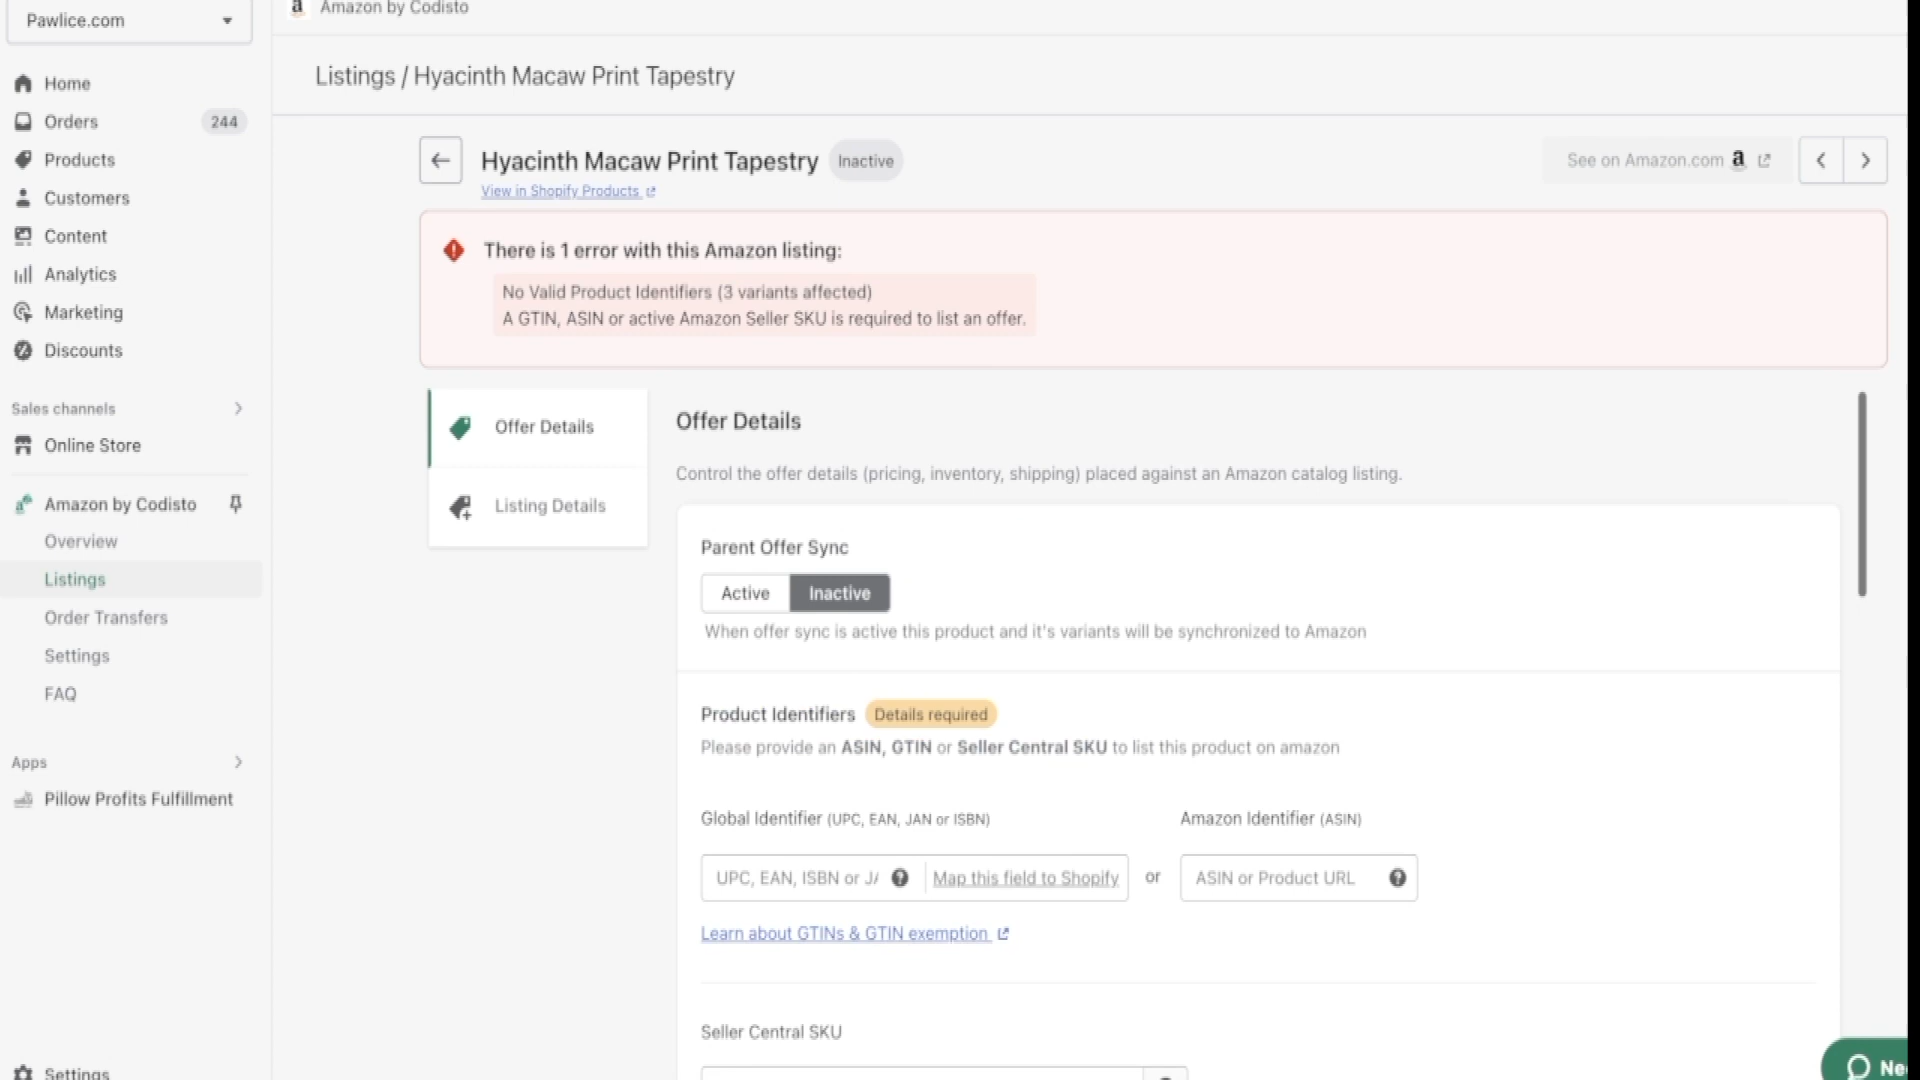 Pawlice.com
Home
Orders 244
Products
Customers
Content
Analytics
Marketing
Discounts
Sales channels
Online Store
Amazon by Codisto
Overview
Listings
Order Transfers
Settings
FAQ
Apps
Pillow Profits Fulfillment
Settings
a Amazon by Codisto
Listings / Hyacinth Macaw Print Tapestry
Hyacinth Macaw Print Tapestry Inactive
See on Amazon.com a
View in Shopify Products
There is 1 error with this Amazon listing:
No Valid Product Identifiers (3 variants affected)
A GTIN, ASIN or active Amazon Seller SKU is required to list an offer.
Offer Details
Listing Details
Offer Details
Control the offer details (pricing, inventory, shipping) placed against an Amazon catalog listing.
Parent Offer Sync
Active Inactive
When offer sync is active this product and it's variants will be synchronized to Amazon
Product Identifiers Details required
Please provide an ASIN, GTIN or Seller Central SKU to list this product on amazon
Global Identifier (UPC, EAN, JAN or ISBN)
Amazon Identifier (ASIN)
UPC, EAN, ISBN or JA Map this field to Shopify or ASIN or Product URL
Learn about GTINs & GTIN exemption
Seller Central SKU